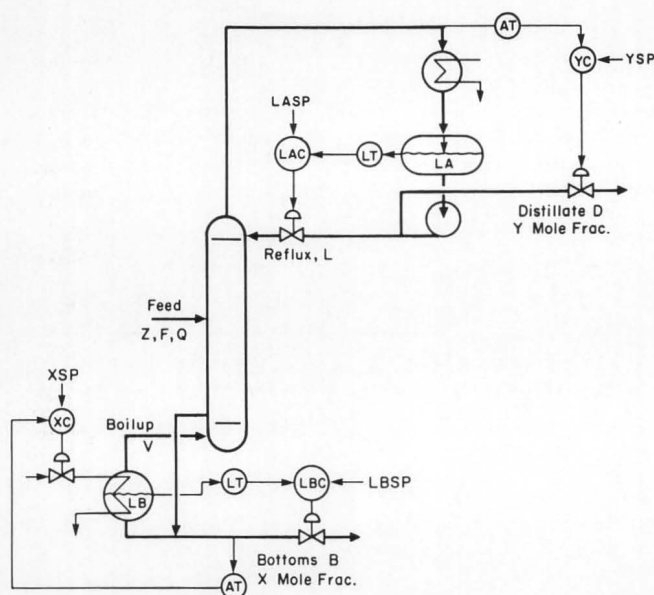 AT
YC
YSP
LASP
LAC
LT
LA
Distillate D
Y Mole Frac.
Reflux, L
Feed
Z, F, Q
XSP
XC
Boilup
V
LB
LT
LBC
LBSP
Bottoms B
X Mole Frac.
AT